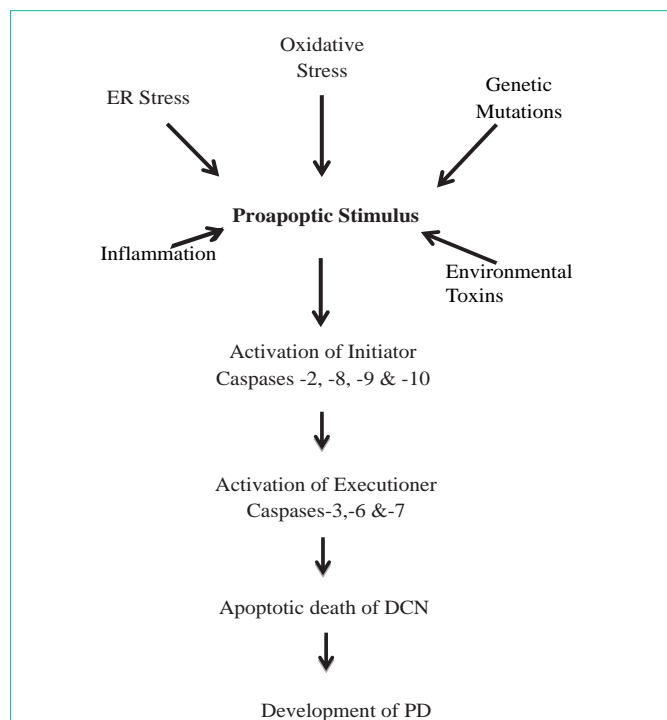 Oxidative
Stress
ER Stress
Genetic
Mutations
Proapoptic Stimulus
Inflammation
Environmental
Toxins
Activation of Initiator
Caspases -2, -8, -9 & -10
Activation of Executioner
Caspases-3,-6 &-7
Apoptotic death of DCN
Development of PD